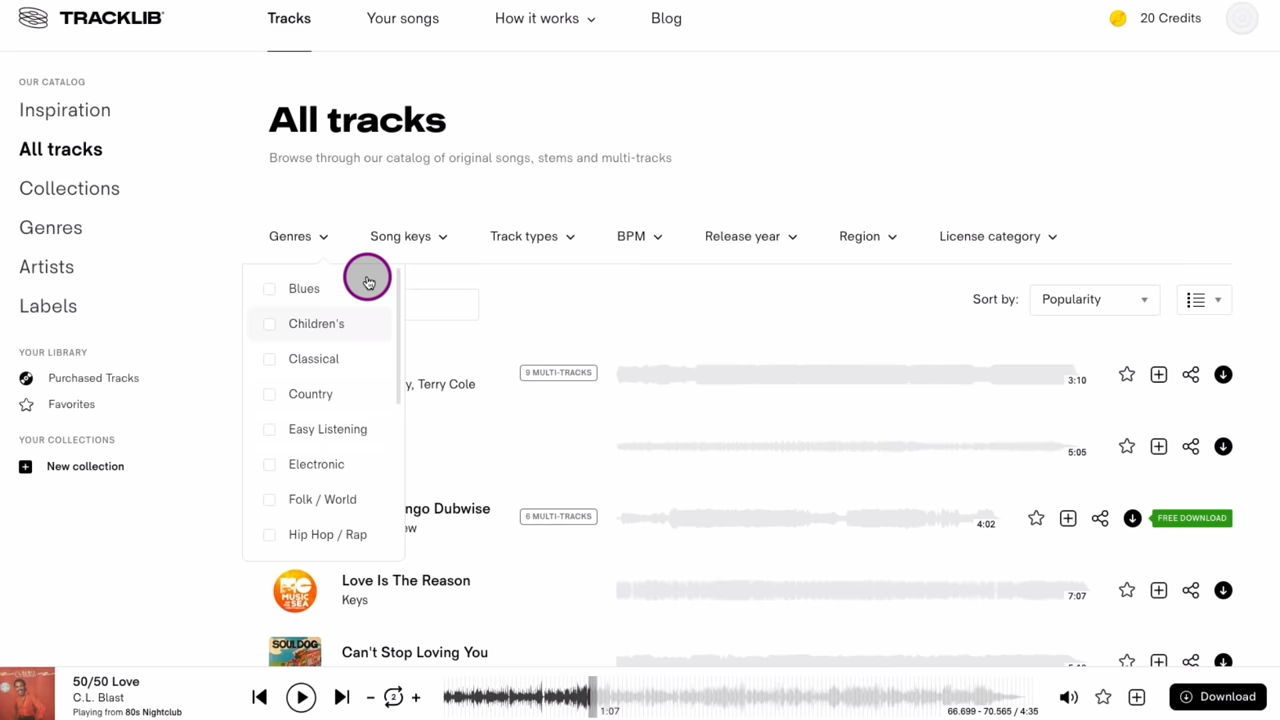 TRACKLIB
Tracks
Your songs
How it works
Blog
20 Credits
OUR CATALOG
Inspiration
All tracks
Collections
Genres
Artists
Labels
YOUR LIBRARY
Purchased Tracks
Favorites
YOUR COLLECTIONS
New collection
All tracks
Browse through our catalog of original songs, stems and multi-tracks
Genres
Song keys
Track types
BPM
Release year
Region
License category
Blues
Children's
Classical
Country
Easy Listening
Electronic
Folk / World
Hip Hop / Rap
Sort by:
Popularity
y, Terry Cole
9 MULTI-TRACKS
3:10
5:05
ngo Dubwise
ow
6 MULTI-TRACKS
4:02
FREE DOWNLOAD
MUSIC
Love Is The Reason
Keys
7:07
SOULDOG
Can't Stop Loving You
50/50 Love
C.L. Blast
Playing from 80s Nightclub
2
1:07
66.699 - 70.565 / 4:35
Download